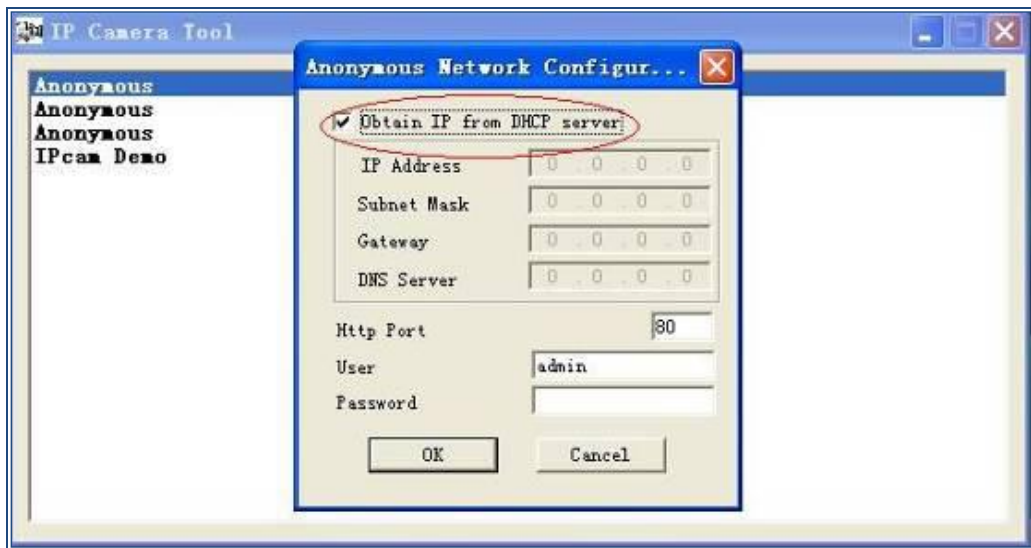 IP Camera Tool
Anonymous
Anonymous
Anonymous
IPcam Demo
Anonymous Network Configur...
Obtain IP from DHCP server
IP Address 0 . 0 . 0 . 0
Subnet Mask 0 . 0 . 0 . 0
Gateway 0 . 0 . 0 . 0
DNS Server 0 . 0 . 0 . 0
Http Port 80
User admin
Password
OK Cancel